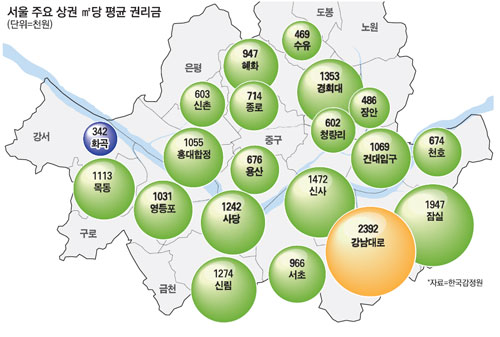 서울 주요 상권 ㎡당 평균 권리금
(단위=천원)
도봉
노원
469
수유
947
혜화
은평
1353
경희대
603
신촌
714
종로
486
장안
강서
342
화곡
602
청량리
중구
1055
홍대합정
1069
건대입구
674
천호
676
용산
1113
목동
1031
영등포
1472
신사
1242
사당
1947
잠실
구로
2392
강남대로
966
서초
1274
신림
금천
*자료=한국감정원